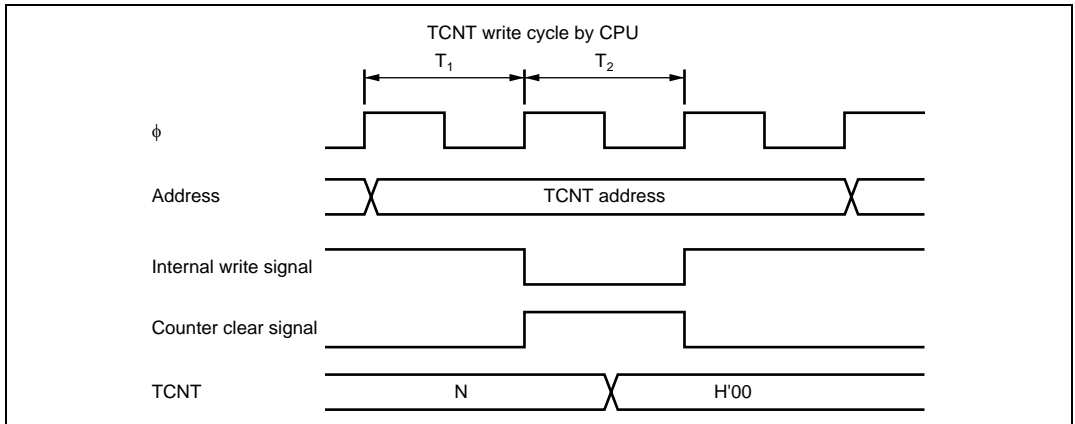 TCNT write cycle by CPU
T₁ T₂
ϕ
Address TCNT address
Internal write signal
Counter clear signal
TCNT N H'00